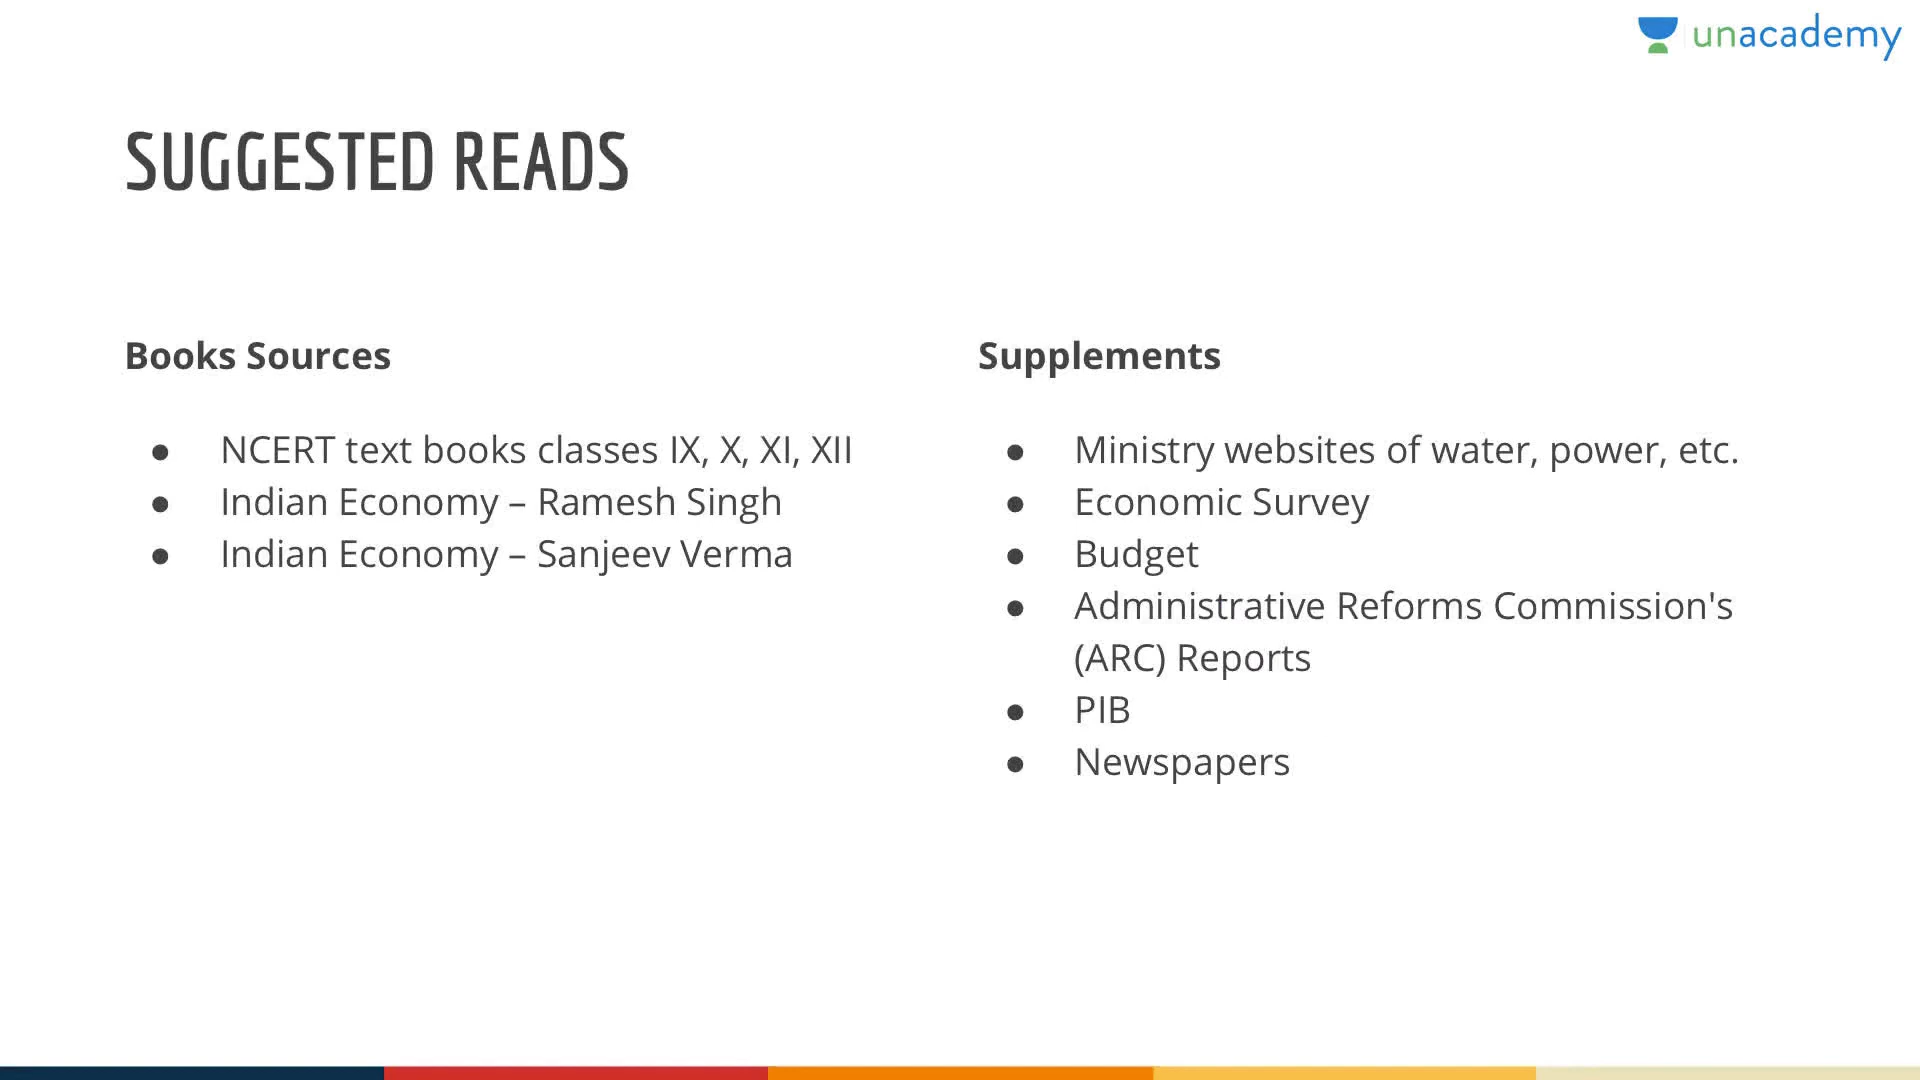 unacademy
SUGGESTED READS
Books Sources
● NCERT text books classes IX, X, XI, XII
● Indian Economy – Ramesh Singh
● Indian Economy – Sanjeev Verma
Supplements
● Ministry websites of water, power, etc.
● Economic Survey
● Budget
● Administrative Reforms Commission's
(ARC) Reports
● PIB
● Newspapers